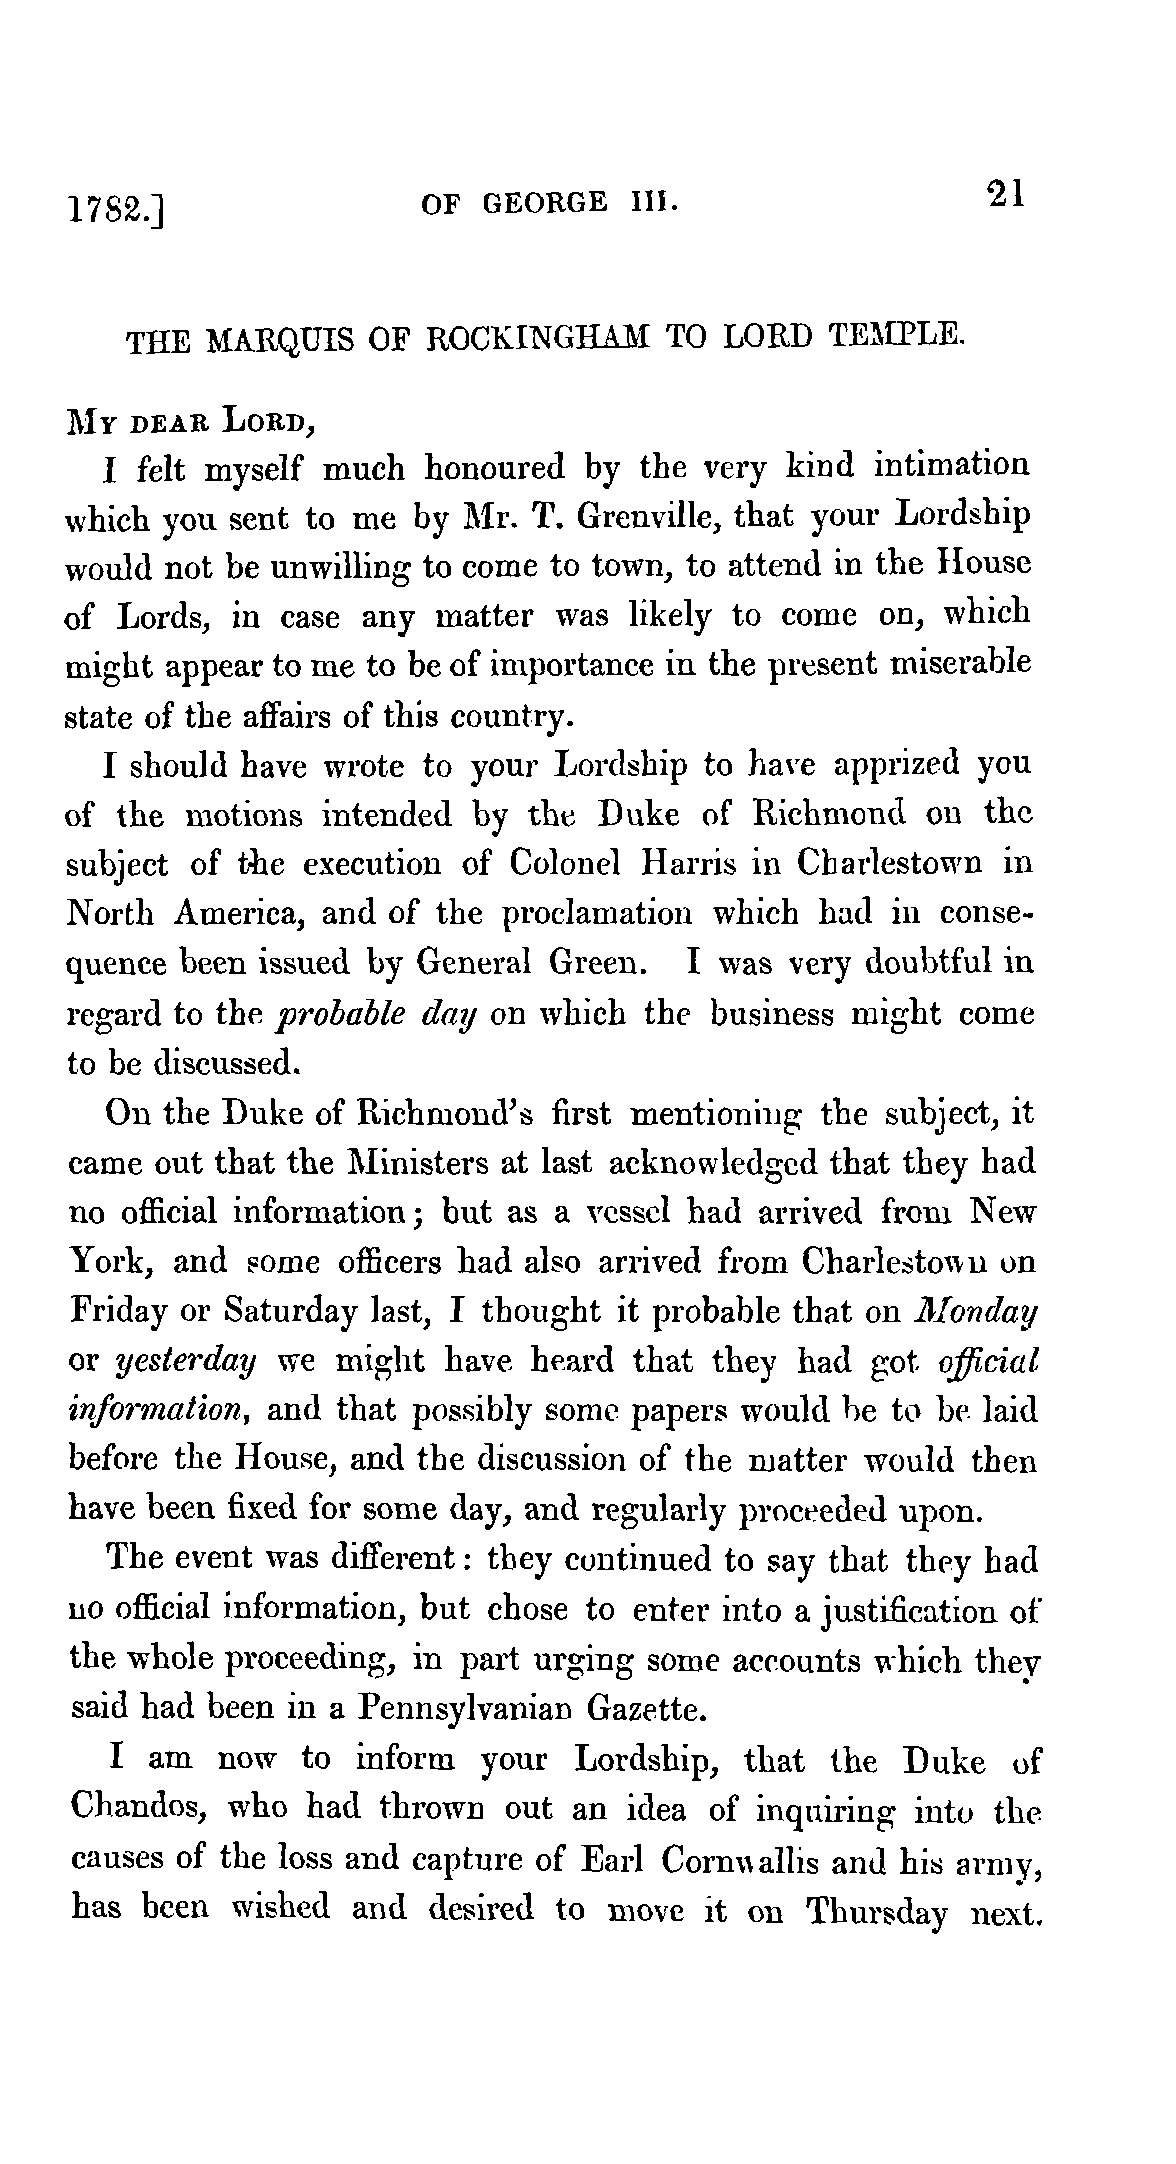 1782.] OF GEORGE III. 21
THE MARQUIS OF ROCKINGHAM TO LORD TEMPLE.
MY DEAR LORD,
I felt myself much honoured by the very kind intimation
which you sent to me by Mr. T. Grenville, that your Lordship
would not be unwilling to come to town, to attend in the House
of Lords, in case any matter was likely to come on, which
might appear to me to be of importance in the present miserable
state of the affairs of this country.
I should have wrote to your Lordship to have apprized you
of the motions intended by the Duke of Richmond on the
subject of the execution of Colonel Harris in Charlestown in
North America, and of the proclamation which had in conse-
quence been issued by General Green. I was very doubtful in
regard to the probable day on which the business might come
to be discussed.
On the Duke of Richmond's first mentioning the subject, it
came out that the Ministers at last acknowledged that they had
no official information; but as a vessel had arrived from New
York, and some officers had also arrived from Charlestown on
Friday or Saturday last, I thought it probable that on Monday
or yesterday we might have heard that they had got official
information, and that possibly some papers would be to be laid
before the House, and the discussion of the matter would then
have been fixed for some day, and regularly proceeded upon.
The event was different: they continued to say that they had
no official information, but chose to enter into a justification of
the whole proceeding, in part urging some accounts which they
said had been in a Pennsylvanian Gazette.
I am now to inform your Lordship, that the Duke of
Chandos, who had thrown out an idea of inquiring into the
causes of the loss and capture of Earl Cornwallis and his army,
has been wished and desired to move it on Thursday next.